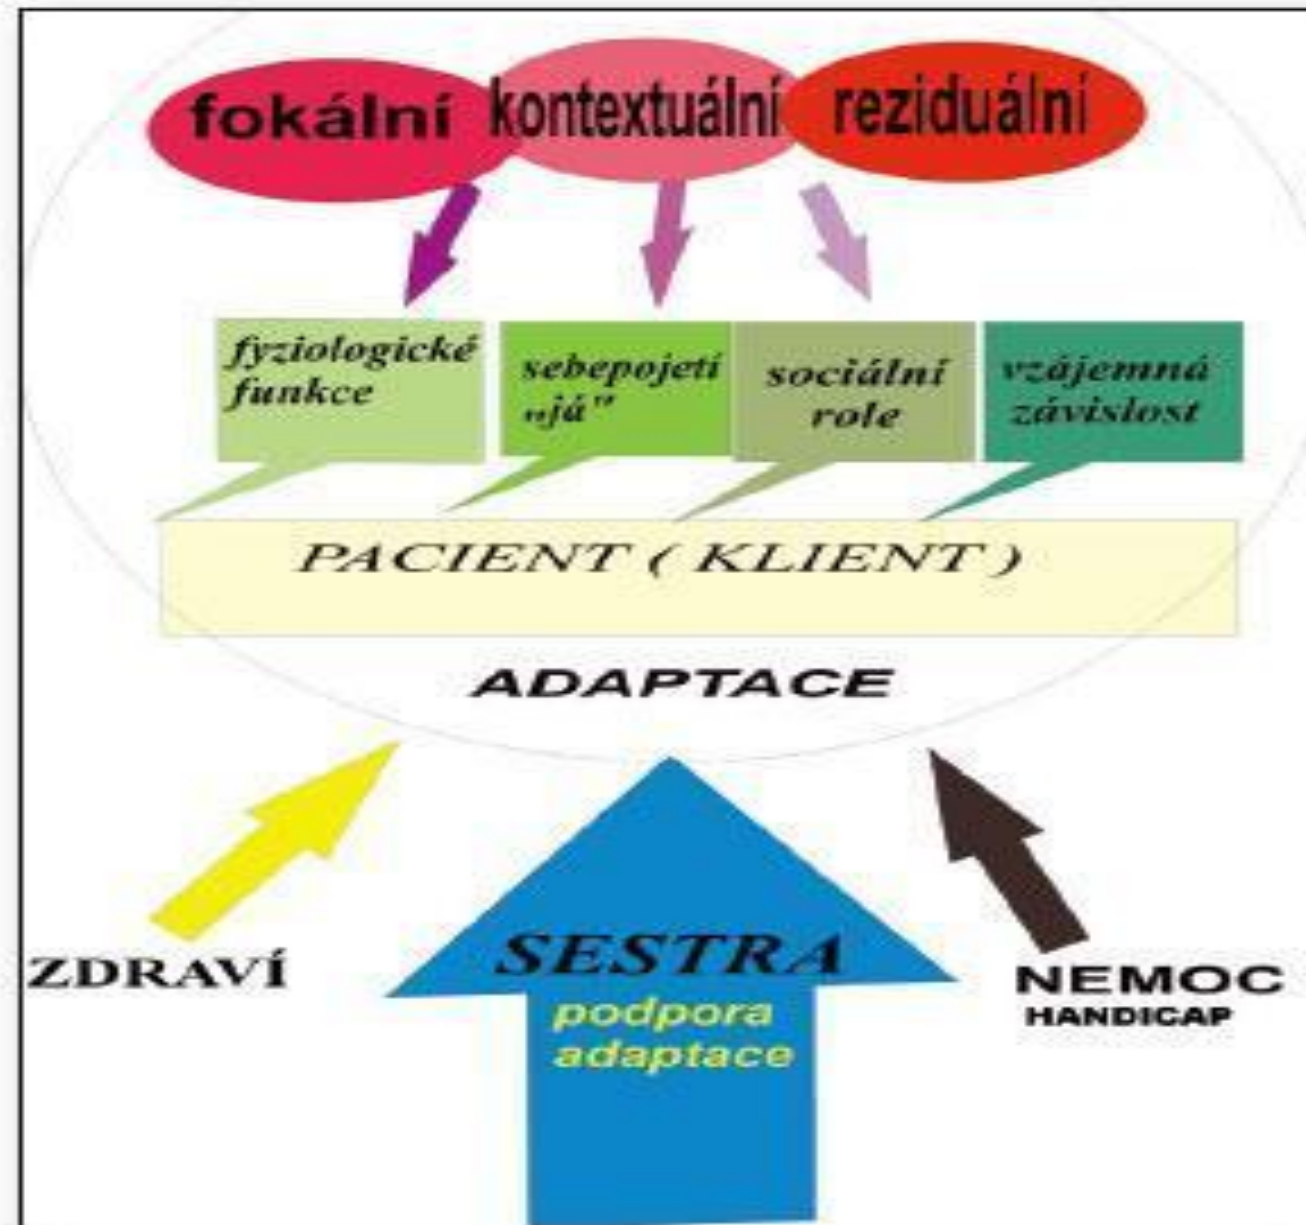 fokální kontextuální reziduální
fyziologické
funkce
sebepojetí
„já"
sociální
role
vzájemná
závislost
PACIENT ( KLIENT )
ADAPTACE
ZDRAVÍ
SESTRA
podpora
adaptace
NEMOC
HANDICAP